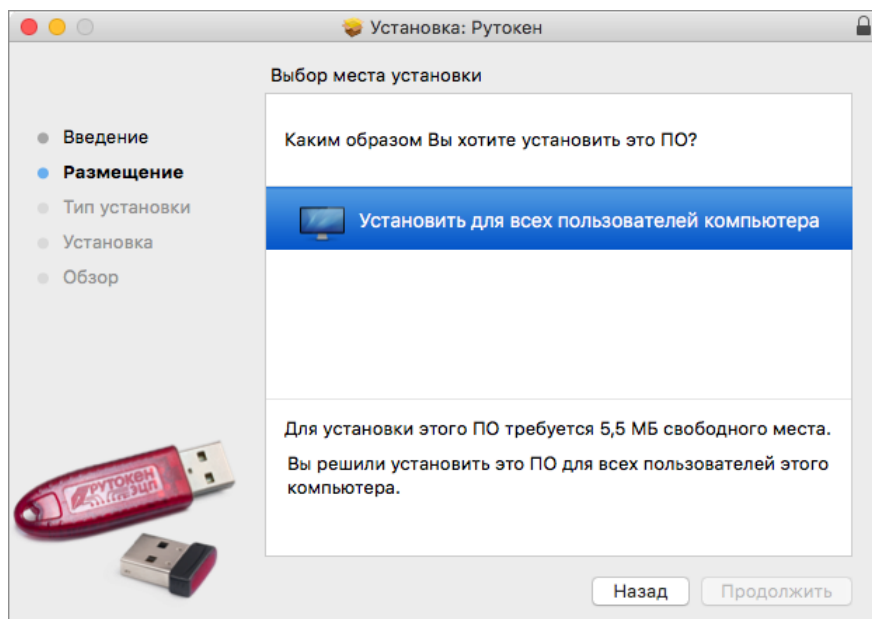 Установка: Рутокен
Выбор места установки
Введение
Размещение
Тип установки
Установка
Обзор
Каким образом Вы хотите установить это ПО?
Установить для всех пользователей компьютера
Для установки этого ПО требуется 5,5 МБ свободного места.
Вы решили установить это ПО для всех пользователей этого
компьютера.
РУТОКЕН
ЭЦП
Назад
Продолжить